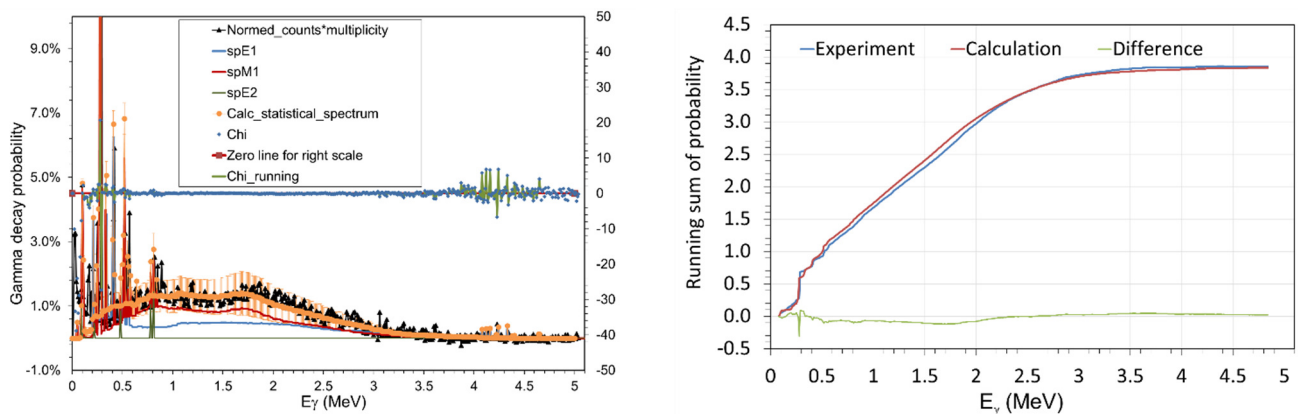 Normed_counts*multiplicity
spE1
spM1
spE2
Calc_statistical_spectrum
Chi
Zero line for right scale
Chi_running
Gamma decay probability
9.0%
7.0%
5.0%
3.0%
1.0%
-1.0%
50
40
30
20
10
0
-10
-20
-30
-40
-50
0 0.5 1 1.5 2 2.5 3 3.5 4 4.5 5
Eγ (MeV)
Experiment Calculation Difference
Running sum of probability
4.5
4.0
3.5
3.0
2.5
2.0
1.5
1.0
0.5
0.0
-0.5
0 0.5 1 1.5 2 2.5 3 3.5 4 4.5 5
Eγ (MeV)